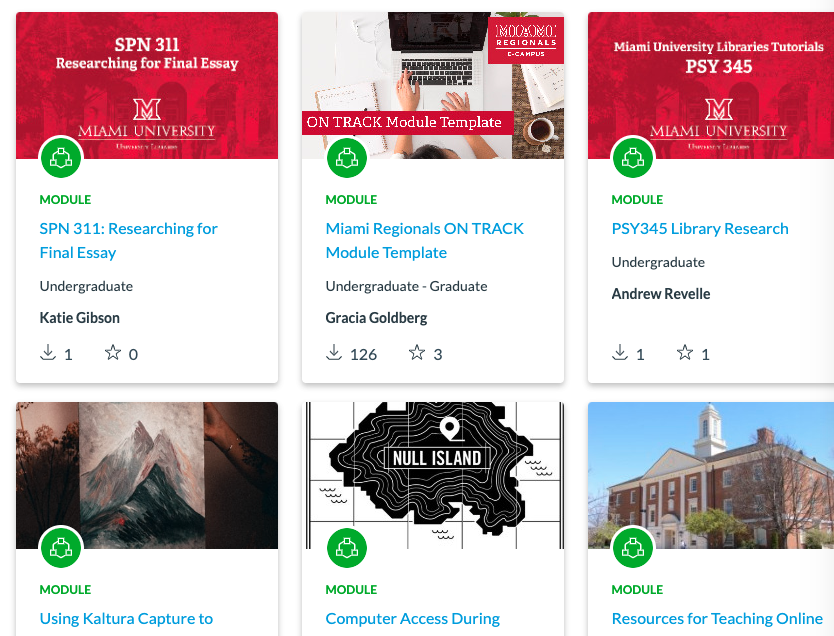 SPN 311
Researching for Final Essay
MIAMI UNIVERSITY
University Libraries
MODULE
SPN 311: Researching for
Final Essay
Undergraduate
Katie Gibson
1 0
MIAMI
REGIONALS
E-CAMPUS
ON TRACK Module Template
MODULE
Miami Regionals ON TRACK
Module Template
Undergraduate - Graduate
Gracia Goldberg
126 3
Miami University Libraries Tutorials
PSY 345
MIAMI UNIVERSITY
University Libraries
MODULE
PSY345 Library Research
Undergraduate
Andrew Revelle
1 1
MODULE
Using Kaltura Capture to
NULL ISLAND
MODULE
Computer Access During
MODULE
Resources for Teaching Online